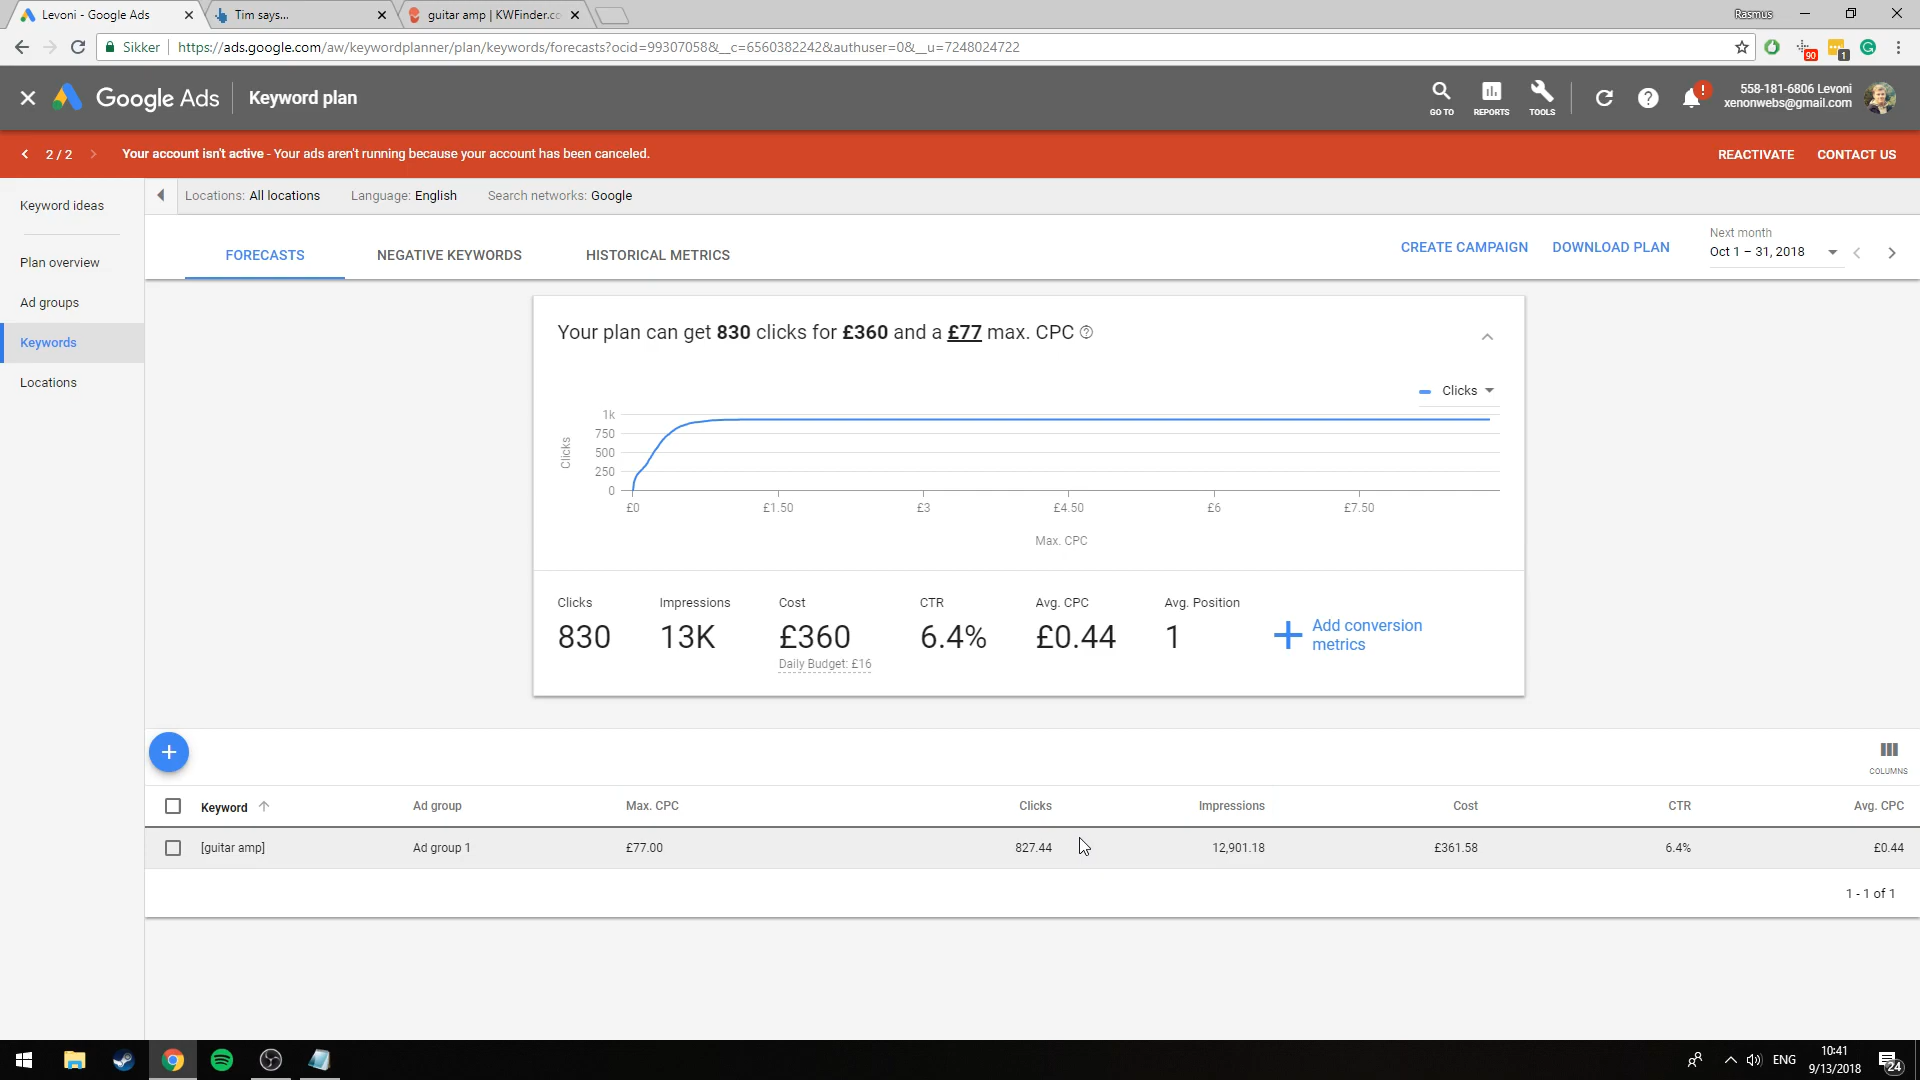 Levoni - Google Ads
Tim says...
guitar amp | KWFinder.co
Rasmus
Sikker
https://ads.google.com/aw/keywordplanner/plan/keywords/forecasts?ocid=99307058&__c=6560382242&authuser=0&__u=7248024722
90
1
Google Ads
Keyword plan
GO TO
REPORTS
TOOLS
558-181-6806 Levoni
xenonwebs@gmail.com
2 / 2
Your account isn't active - Your ads aren't running because your account has been canceled.
REACTIVATE
CONTACT US
Keyword ideas
Plan overview
Ad groups
Keywords
Locations
Locations: All locations
Language: English
Search networks: Google
FORECASTS
NEGATIVE KEYWORDS
HISTORICAL METRICS
CREATE CAMPAIGN
DOWNLOAD PLAN
Next month
Oct 1 – 31, 2018
Your plan can get 830 clicks for £360 and a £77 max. CPC
Clicks
1k
750
500
250
0
Clicks
£0
£1.50
£3
£4.50
£6
£7.50
Max. CPC
Clicks
830
Impressions
13K
Cost
£360
Daily Budget: £16
CTR
6.4%
Avg. CPC
£0.44
Avg. Position
1
Add conversion
metrics
COLUMNS
Keyword
Ad group
Max. CPC
Clicks
Impressions
Cost
CTR
Avg. CPC
[guitar amp]
Ad group 1
£77.00
827.44
12,901.18
£361.58
6.4%
£0.44
1 - 1 of 1
ENG
10:41
9/13/2018
24